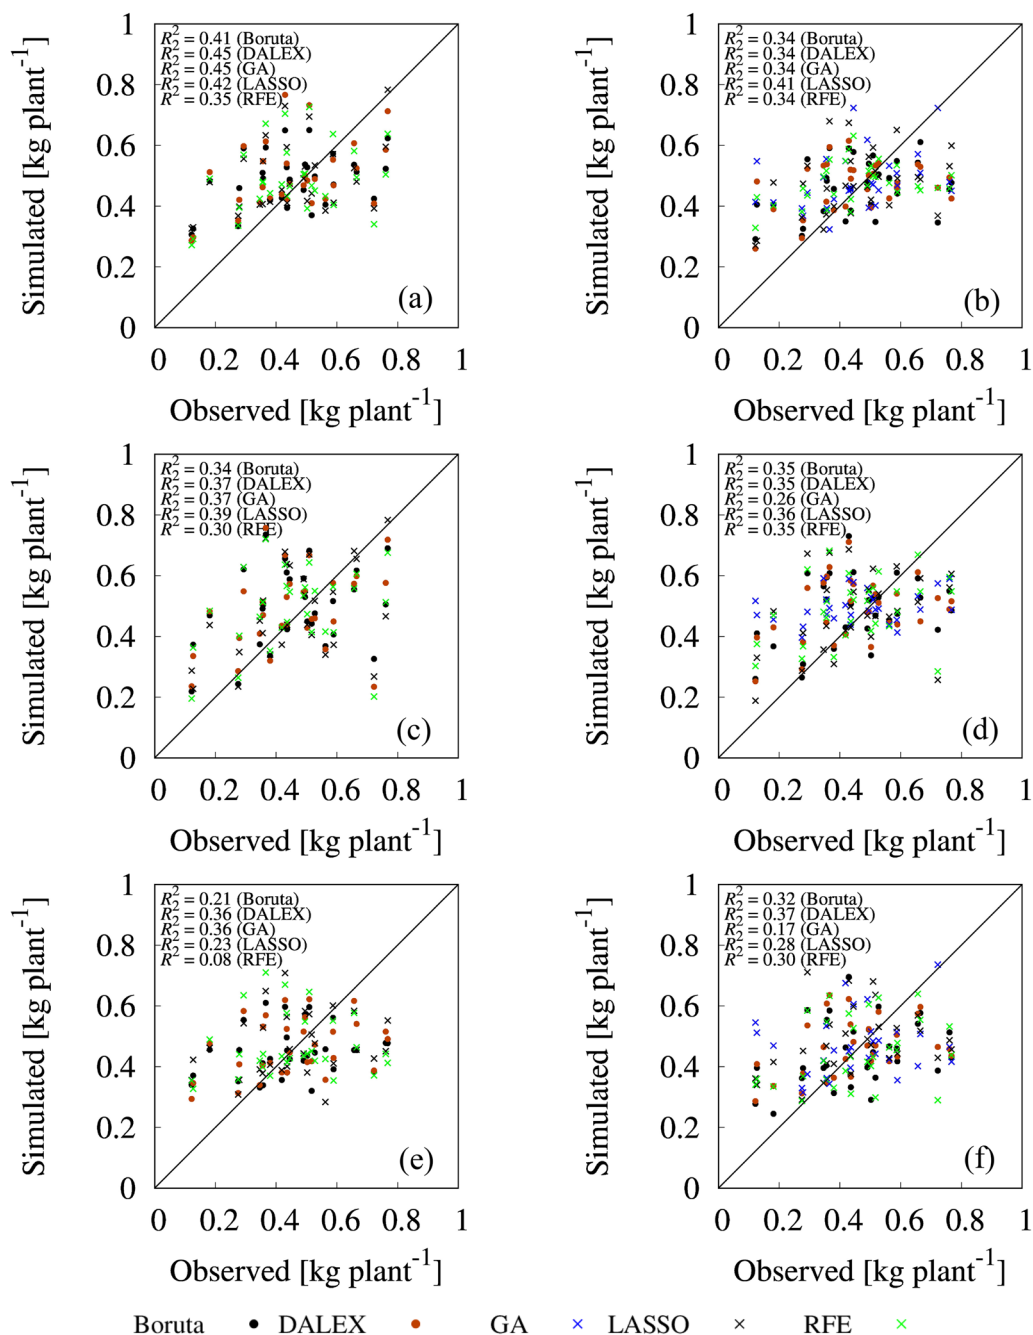 1
0.8
0.6
0.4
0.2
0
Simulated [kg plant⁻¹]
R² = 0.41 (Boruta)
R² = 0.45 (DALEX)
R² = 0.45 (GA)
R² = 0.42 (LASSO)
R² = 0.35 (RFE)
(a)
0 0.2 0.4 0.6 0.8 1
Observed [kg plant⁻¹]
1
0.8
0.6
0.4
0.2
0
Simulated [kg plant⁻¹]
R² = 0.34 (Boruta)
R² = 0.34 (DALEX)
R² = 0.34 (GA)
R² = 0.41 (LASSO)
R² = 0.34 (RFE)
(b)
0 0.2 0.4 0.6 0.8 1
Observed [kg plant⁻¹]
1
0.8
0.6
0.4
0.2
0
Simulated [kg plant⁻¹]
R² = 0.34 (Boruta)
R² = 0.37 (DALEX)
R² = 0.37 (GA)
R² = 0.39 (LASSO)
R² = 0.30 (RFE)
(c)
0 0.2 0.4 0.6 0.8 1
Observed [kg plant⁻¹]
1
0.8
0.6
0.4
0.2
0
Simulated [kg plant⁻¹]
R² = 0.35 (Boruta)
R² = 0.35 (DALEX)
R² = 0.26 (GA)
R² = 0.36 (LASSO)
R² = 0.35 (RFE)
(d)
0 0.2 0.4 0.6 0.8 1
Observed [kg plant⁻¹]
1
0.8
0.6
0.4
0.2
0
Simulated [kg plant⁻¹]
R² = 0.21 (Boruta)
R² = 0.36 (DALEX)
R² = 0.36 (GA)
R² = 0.23 (LASSO)
R² = 0.08 (RFE)
(e)
0 0.2 0.4 0.6 0.8 1
Observed [kg plant⁻¹]
1
0.8
0.6
0.4
0.2
0
Simulated [kg plant⁻¹]
R² = 0.32 (Boruta)
R² = 0.37 (DALEX)
R² = 0.17 (GA)
R² = 0.28 (LASSO)
R² = 0.30 (RFE)
(f)
0 0.2 0.4 0.6 0.8 1
Observed [kg plant⁻¹]
Boruta DALEX GA LASSO RFE